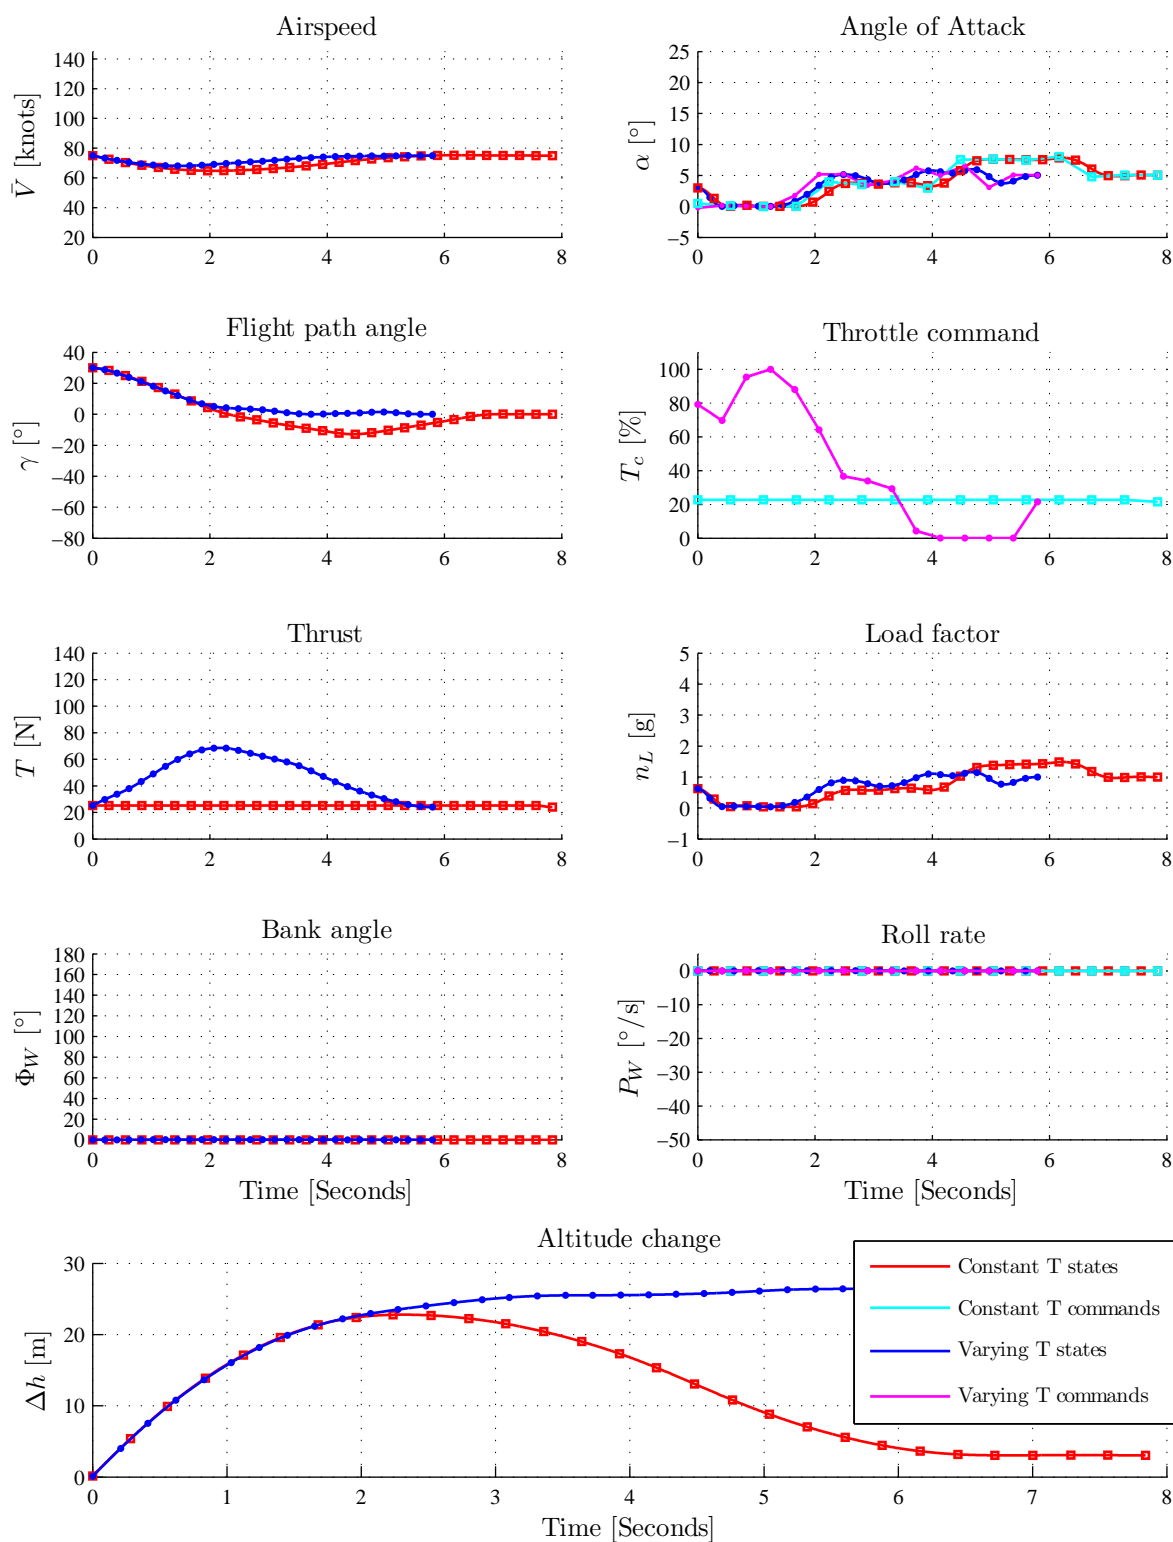 Airspeed
V̄ [knots]
140
120
100
80
60
40
20
0 2 4 6 8
Angle of Attack
α [°]
25
20
15
10
5
0
−5
0 2 4 6 8
Flight path angle
γ [°]
40
20
0
−20
−40
−60
−80
0 2 4 6 8
Throttle command
T_c [%]
100
80
60
40
20
0
0 2 4 6 8
Thrust
T [N]
140
120
100
80
60
40
20
0
0 2 4 6 8
Load factor
n_L [g]
5
4
3
2
1
0
−1
0 2 4 6 8
Bank angle
Φ_W [°]
180
160
140
120
100
80
60
40
20
0
0 2 4 6 8
Time [Seconds]
Roll rate
P_W [°/s]
0
−10
−20
−30
−40
−50
0 2 4 6 8
Time [Seconds]
Altitude change
Δh [m]
30
20
10
0
0 1 2 3 4 5 6 7 8
Time [Seconds]
Constant T states
Constant T commands
Varying T states
Varying T commands